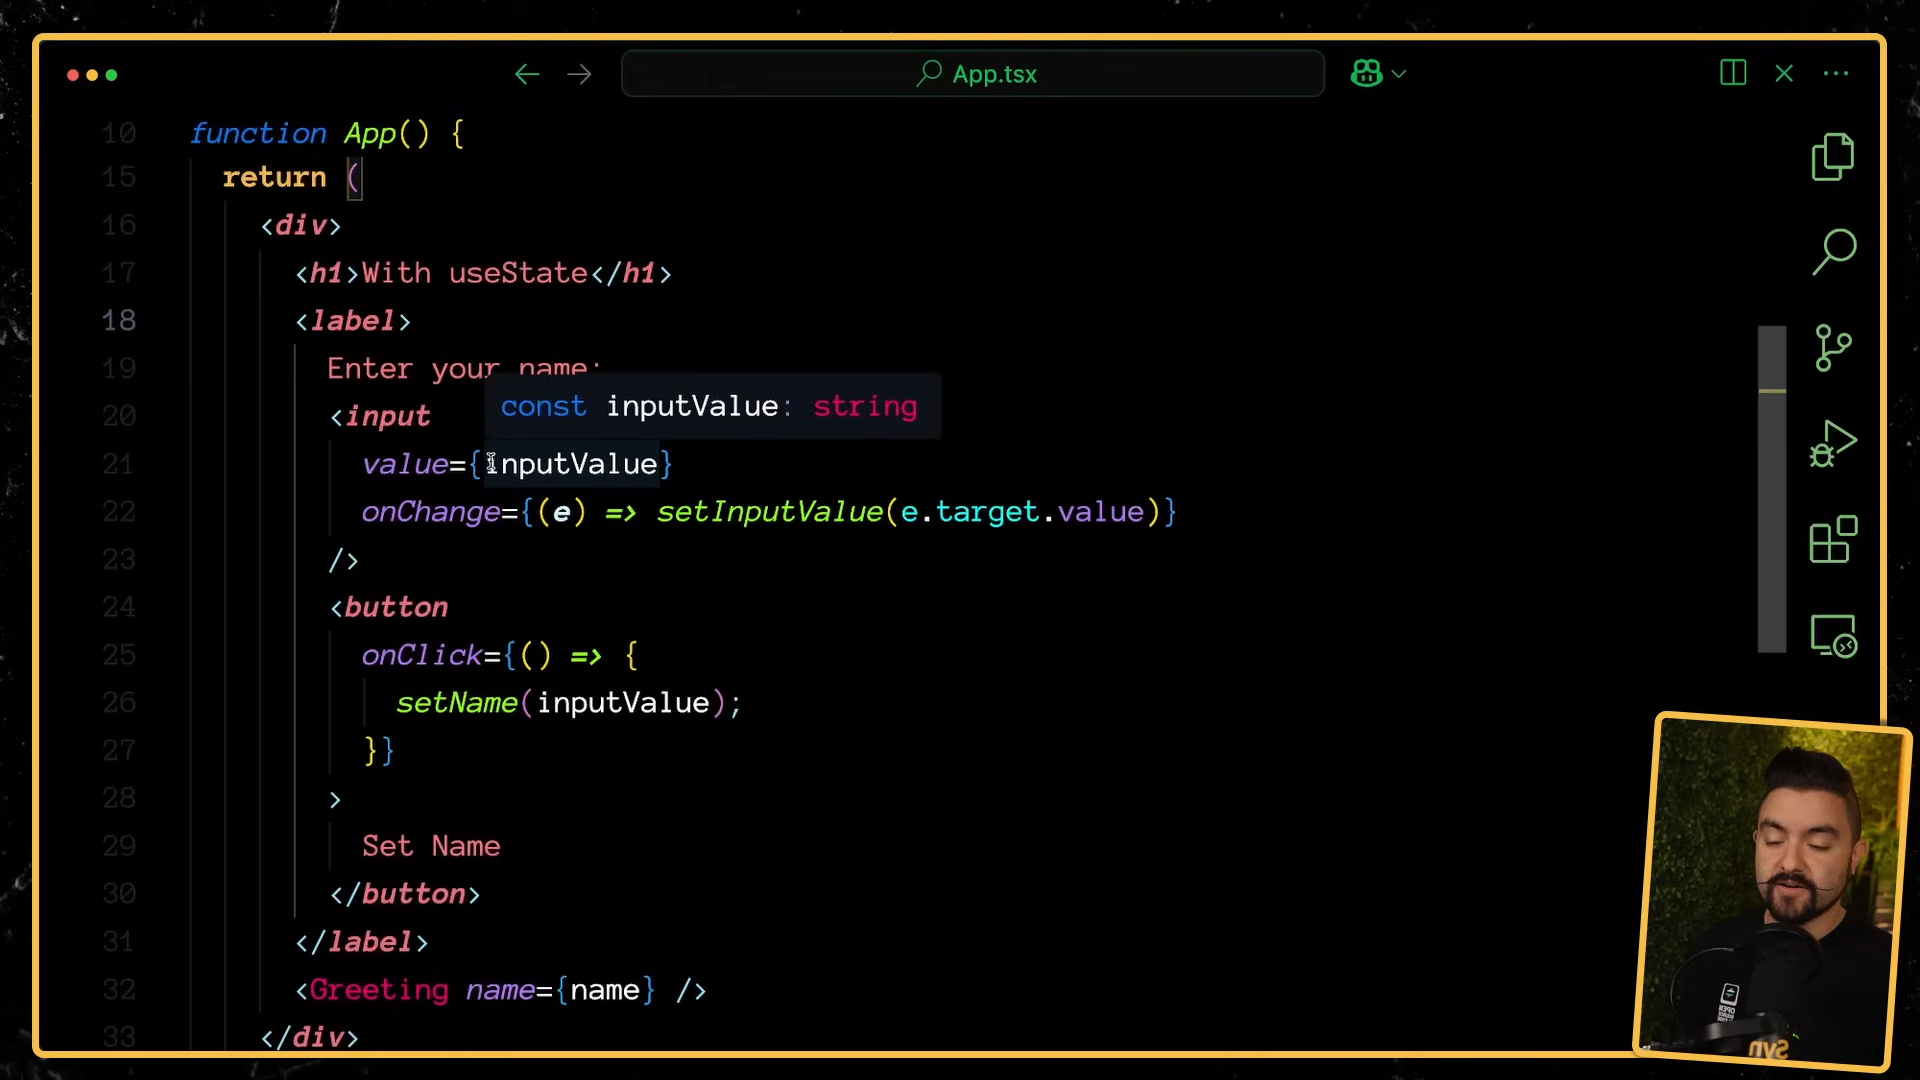 App.tsx
10 function App() {
15 return (
16 <div>
17 <h1>With useState</h1>
18 <label>
19 Enter your name:
const inputValue: string
20 <input
21 value={inputValue}
22 onChange={(e) => setInputValue(e.target.value)}
23 />
24 <button
25 onClick={() => {
26 setName(inputValue);
27 }}
28 >
29 Set Name
30 </button>
31 </label>
32 <Greeting name={name} />
33 </div>